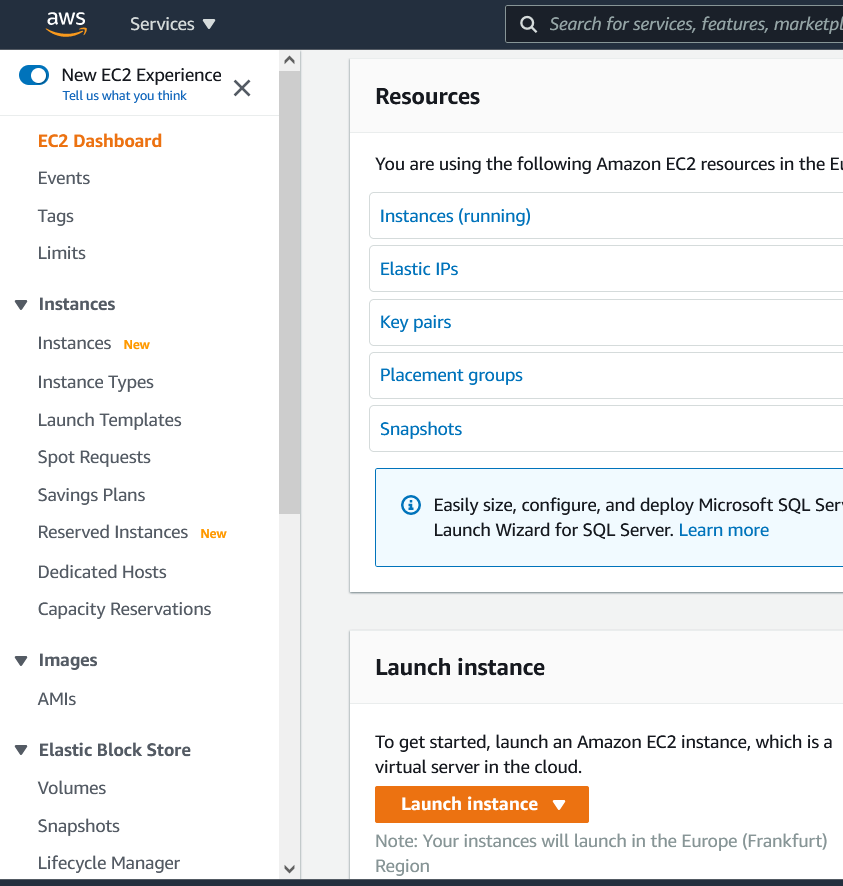 aws
Services
Search for services, features, marketpl
New EC2 Experience
Tell us what you think
EC2 Dashboard
Events
Tags
Limits
Instances
Instances New
Instance Types
Launch Templates
Spot Requests
Savings Plans
Reserved Instances New
Dedicated Hosts
Capacity Reservations
Images
AMIs
Elastic Block Store
Volumes
Snapshots
Lifecycle Manager
Resources
You are using the following Amazon EC2 resources in the Eu
Instances (running)
Elastic IPs
Key pairs
Placement groups
Snapshots
Easily size, configure, and deploy Microsoft SQL Serv
Launch Wizard for SQL Server. Learn more
Launch instance
To get started, launch an Amazon EC2 instance, which is a
virtual server in the cloud.
Launch instance
Note: Your instances will launch in the Europe (Frankfurt)
Region